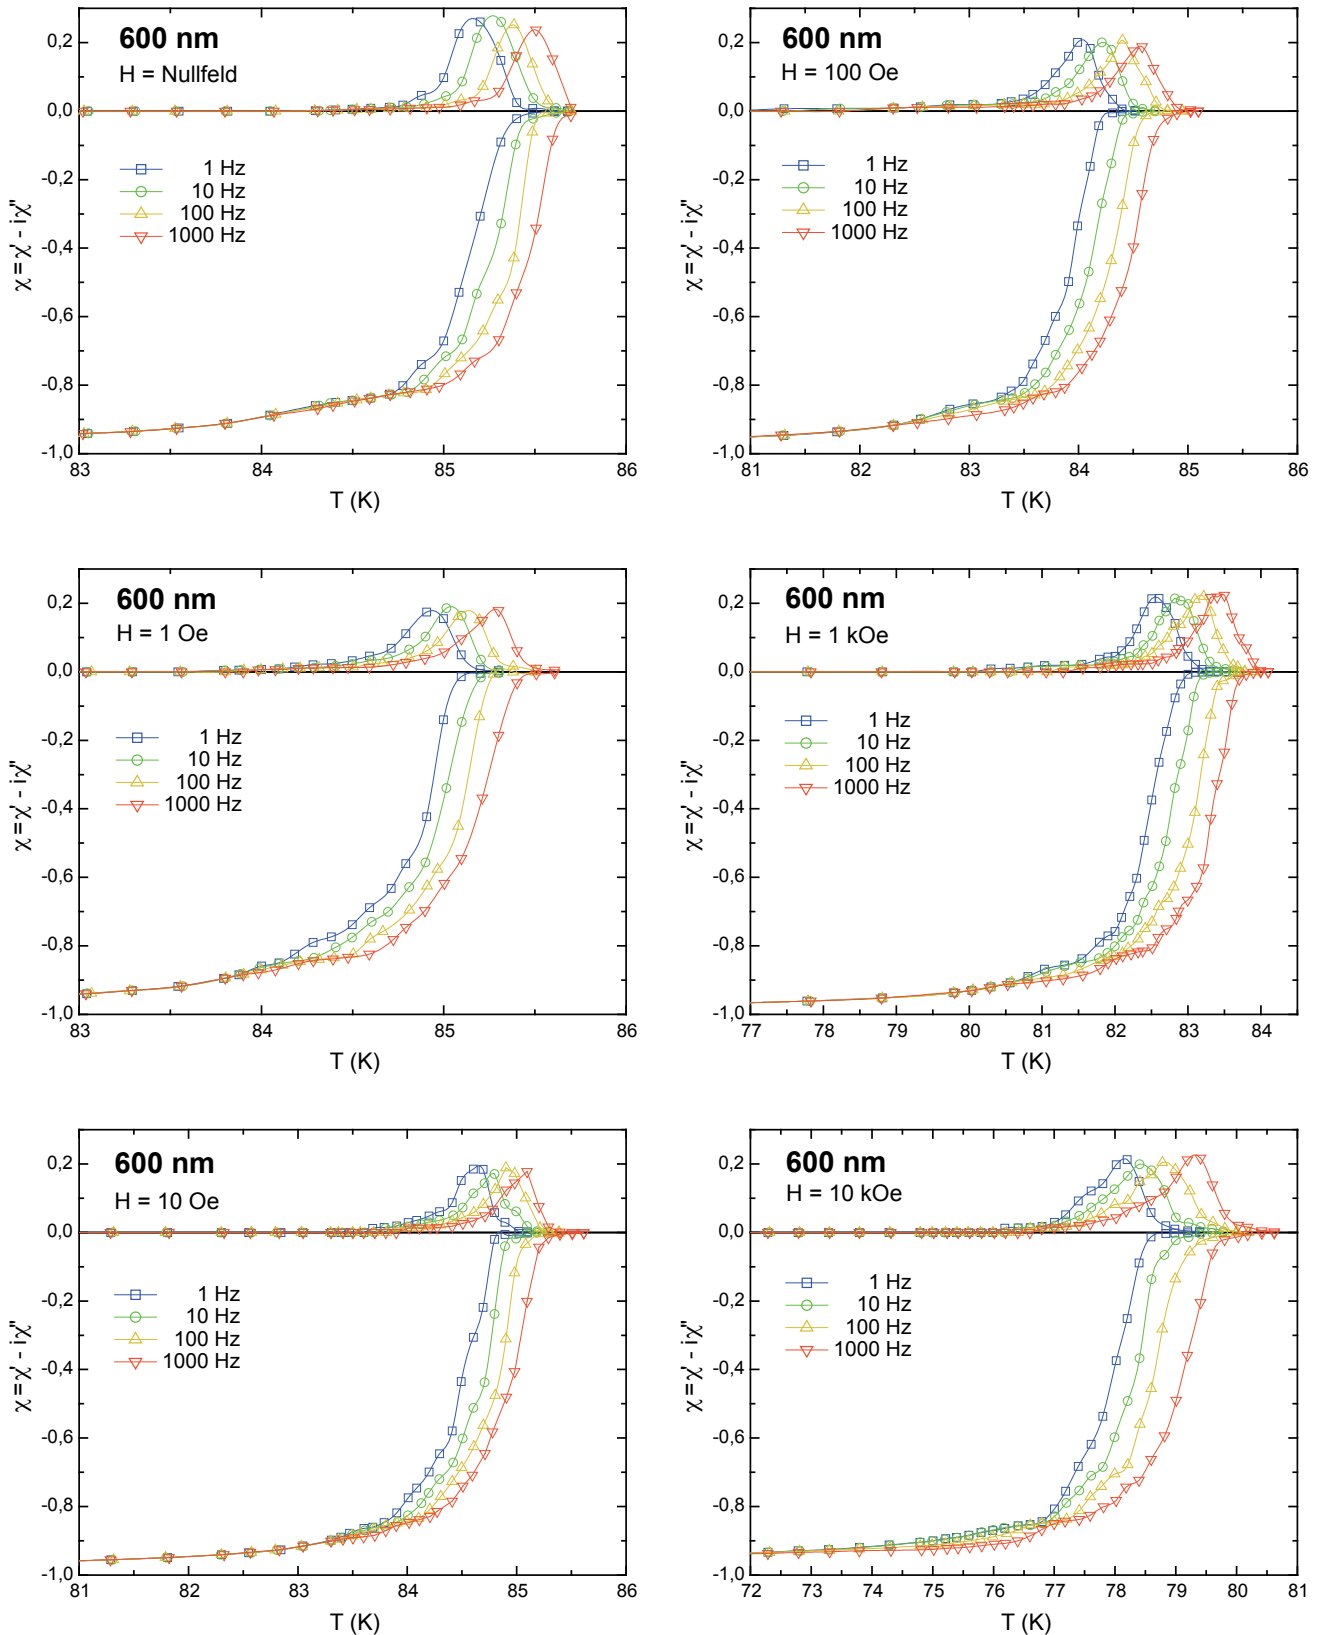 600 nm
H = Nullfeld
0,2
0,0
-0,2
-0,4
-0,6
-0,8
-1,0
1 Hz
10 Hz
100 Hz
1000 Hz
χ = χ' - iχ"
83 84 85 86
T (K)
600 nm
H = 100 Oe
0,2
0,0
-0,2
-0,4
-0,6
-0,8
-1,0
1 Hz
10 Hz
100 Hz
1000 Hz
χ = χ' - iχ"
81 82 83 84 85 86
T (K)
600 nm
H = 1 Oe
0,2
0,0
-0,2
-0,4
-0,6
-0,8
-1,0
1 Hz
10 Hz
100 Hz
1000 Hz
χ = χ' - iχ"
83 84 85 86
T (K)
600 nm
H = 1 kOe
0,2
0,0
-0,2
-0,4
-0,6
-0,8
-1,0
1 Hz
10 Hz
100 Hz
1000 Hz
χ = χ' - iχ"
77 78 79 80 81 82 83 84
T (K)
600 nm
H = 10 Oe
0,2
0,0
-0,2
-0,4
-0,6
-0,8
-1,0
1 Hz
10 Hz
100 Hz
1000 Hz
χ = χ' - iχ"
81 82 83 84 85 86
T (K)
600 nm
H = 10 kOe
0,2
0,0
-0,2
-0,4
-0,6
-0,8
-1,0
1 Hz
10 Hz
100 Hz
1000 Hz
χ = χ' - iχ"
72 73 74 75 76 77 78 79 80 81
T (K)